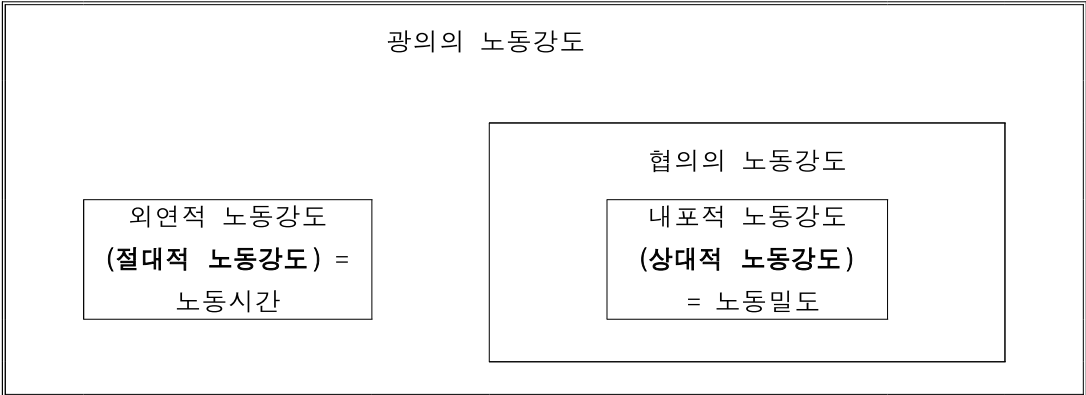 광의의 노동강도
협의의 노동강도
외연적 노동강도
(절대적 노동강도) =
노동시간
내포적 노동강도
(상대적 노동강도)
= 노동밀도